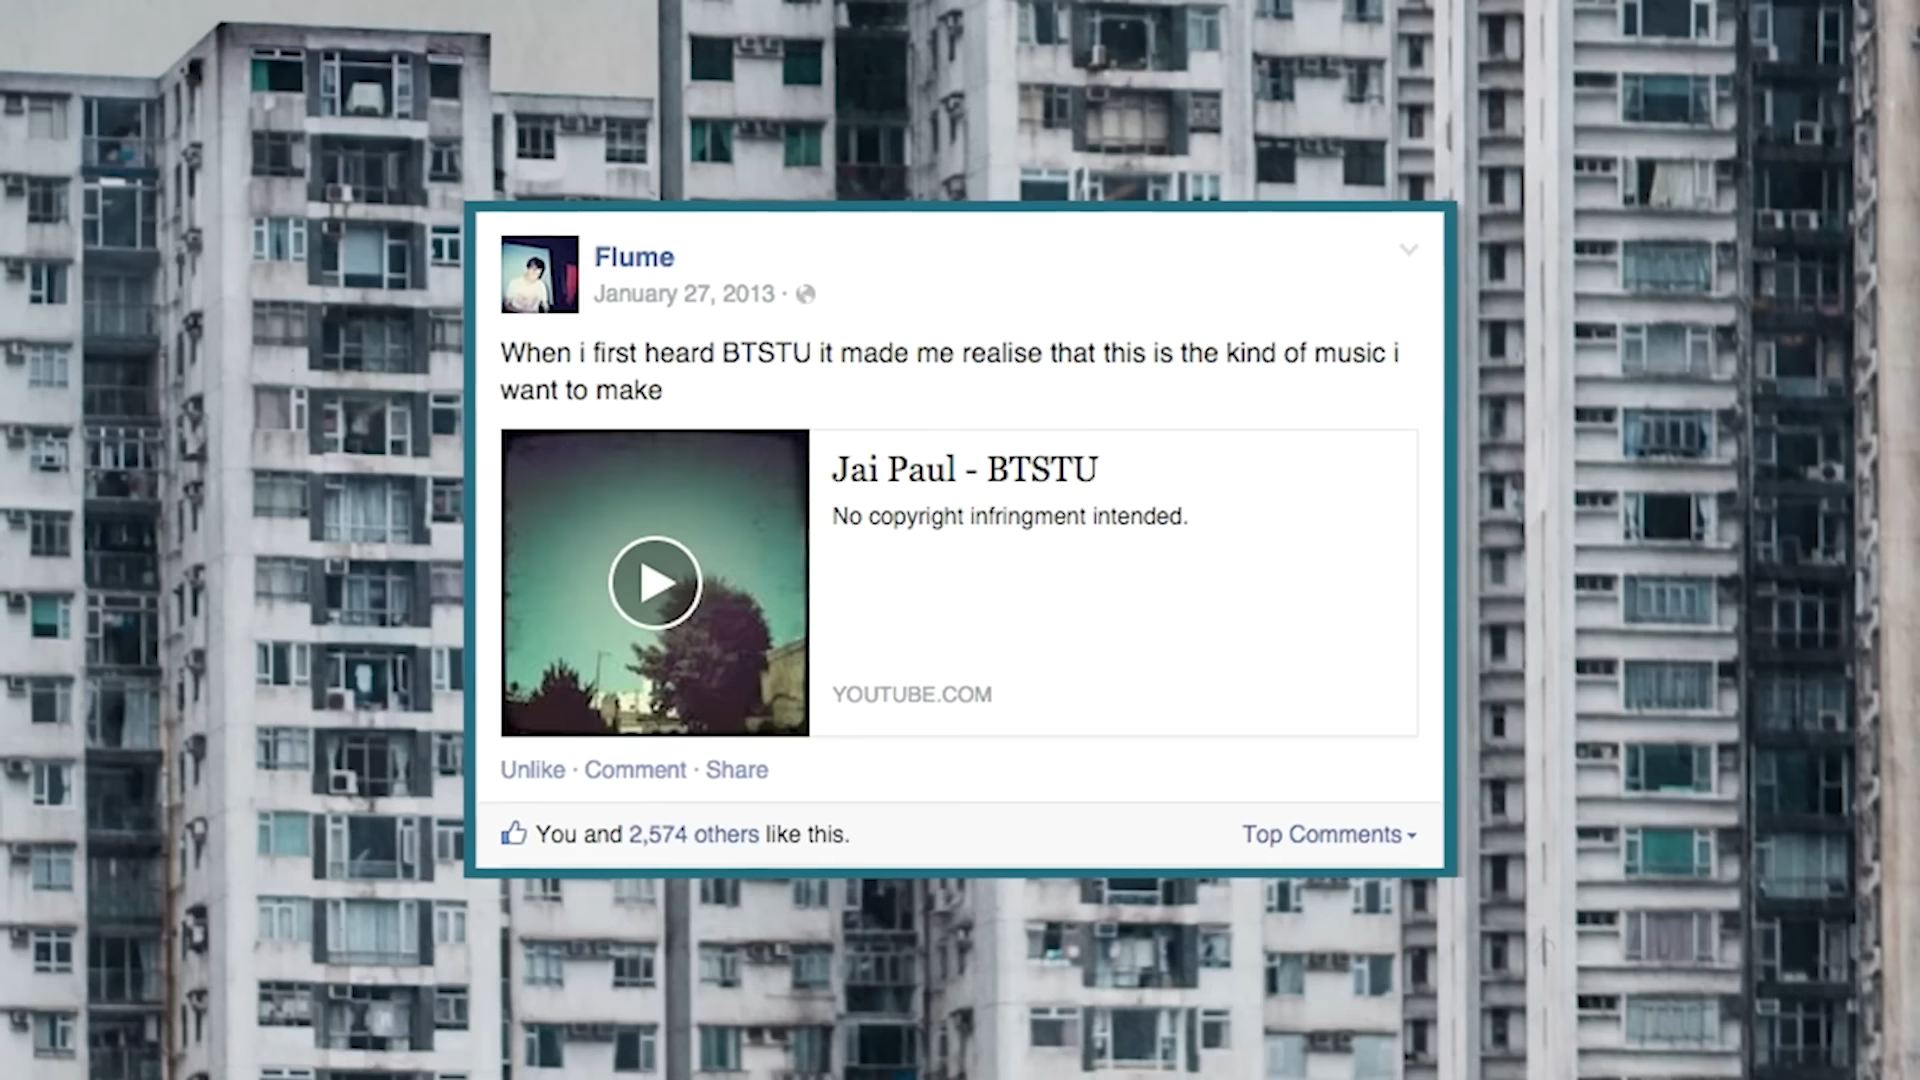 Flume
January 27, 2013 ·
When i first heard BTSTU it made me realise that this is the kind of music i
want to make
Jai Paul - BTSTU
No copyright infringment intended.
YOUTUBE.COM
Unlike · Comment · Share
You and 2,574 others like this.
Top Comments